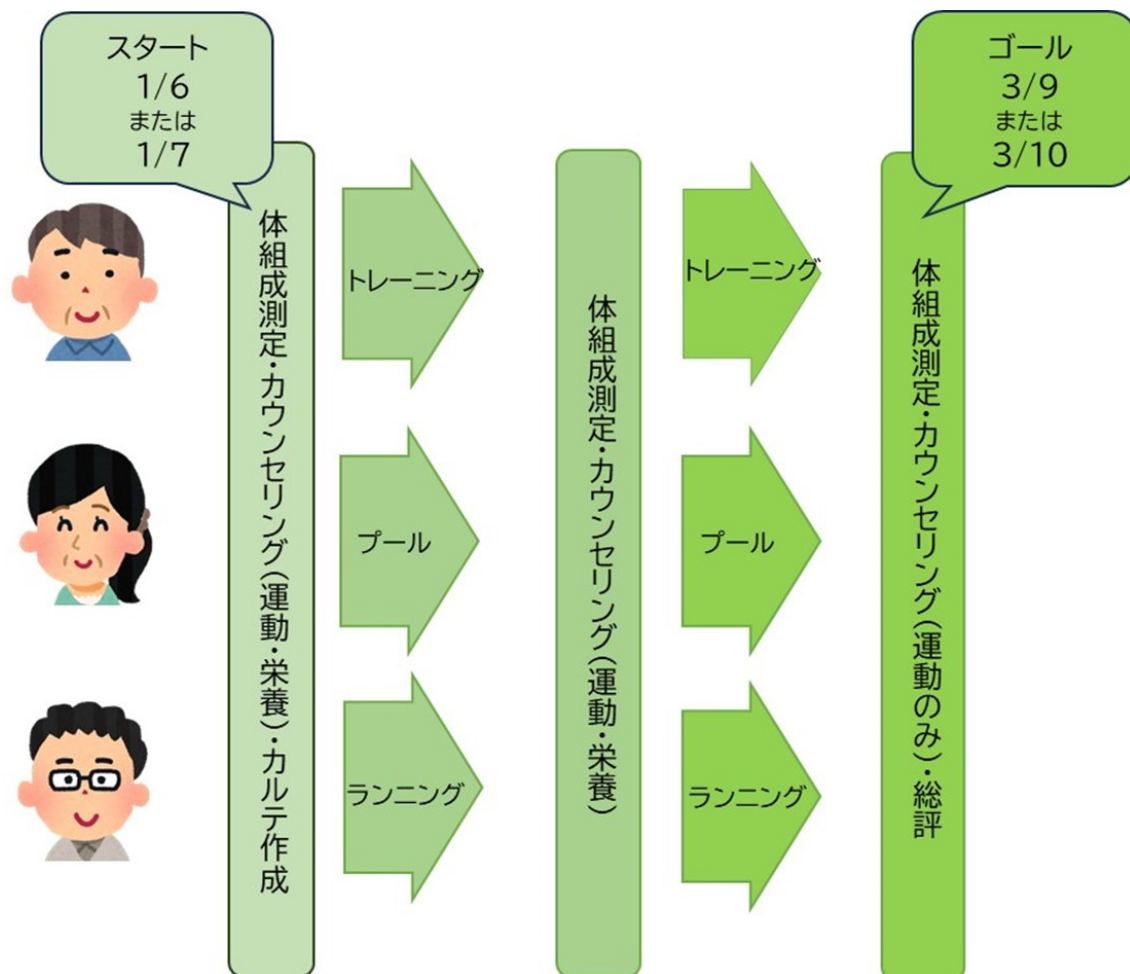 スタート
1/6
または
1/7
ゴール
3/9
または
3/10
体組成測定・カウンセリング(運動・栄養)・カルテ作成
トレーニング
プール
ランニング
体組成測定・カウンセリング(運動・栄養)
トレーニング
プール
ランニング
体組成測定・カウンセリング(運動のみ)・総評